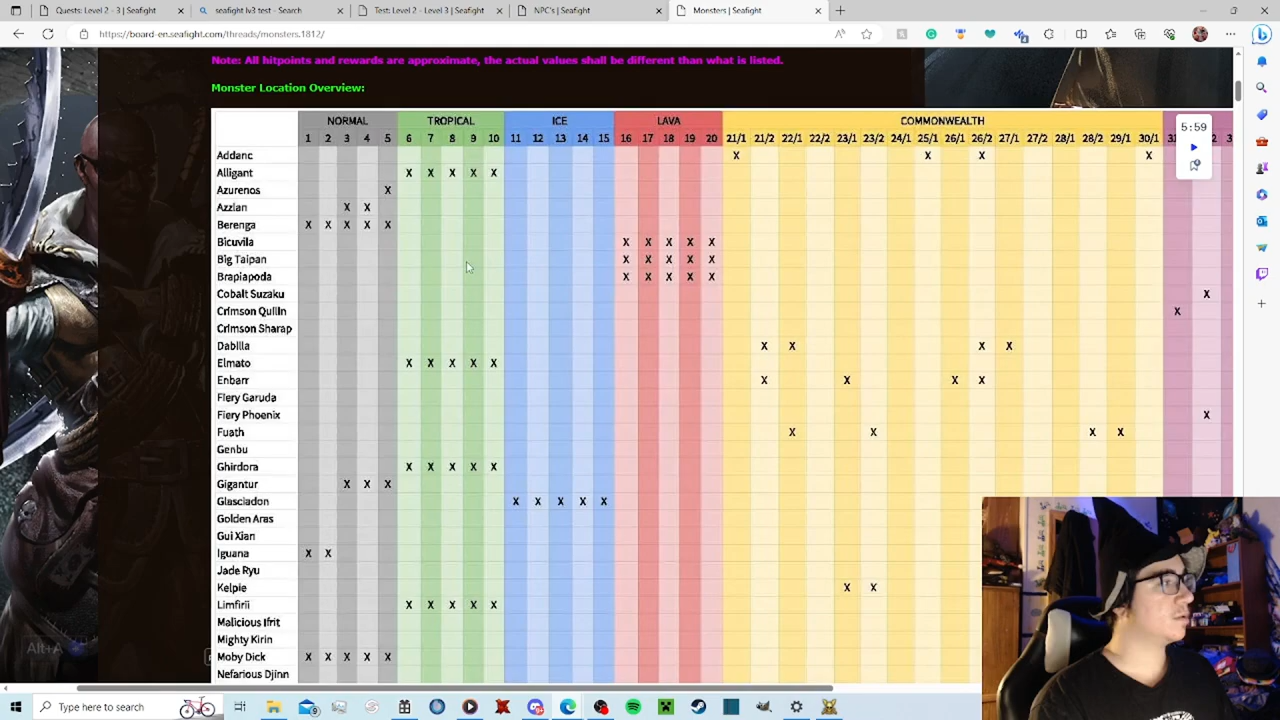 Quests: Level 2 - 3 | Seafight
seafight lv3 test - Search
Test: Level 2 - Level 3 | Seafight
NPC's | Seafight
Monsters | Seafight
https://board-en.seafight.com/threads/monsters.1812/
Note: All hitpoints and rewards are approximate, the actual values shall be different than what is listed.
Monster Location Overview:
NORMAL TROPICAL ICE LAVA COMMONWEALTH
1 2 3 4 5 6 7 8 9 10 11 12 13 14 15 16 17 18 19 20 21/1 21/2 22/1 22/2 23/1 23/2 24/1 25/1 26/1 26/2 27/1 27/2 28/1 28/2 29/1 30/1
5:59
Addanc X X X X
Alligant X X X X X
Azurenos X
Azzlan X X
Berenga X X X X X
Bicuvila X X X X X
Big Taipan X X X X X
Brapiapoda X X X X X
Cobalt Suzaku X
Crimson Quilin X
Crimson Sharap
Dabilla X X X X
Elmato X X X X X
Enbarr X X X X
Fiery Garuda
Fiery Phoenix X
Fuath X X X X
Genbu
Ghirdora X X X X X
Gigantur X X X
Glasciadon X X X X X
Golden Aras
Gui Xian
Iguana X X
Jade Ryu
Kelpie X X
Limfirii X X X X X
Malicious Ifrit
Mighty Kirin
Alt+A
Moby Dick X X X X X
Nefarious Djinn
Type here to search